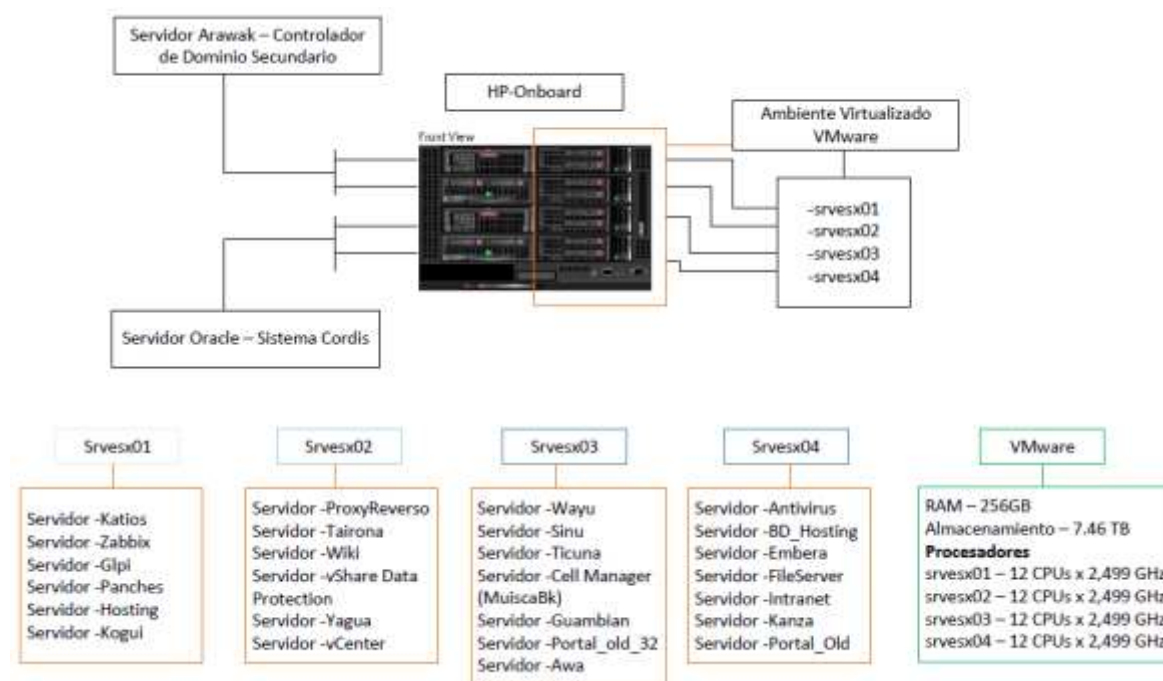 Servidor Arawak – Controlador
de Dominio Secundario
HP-Onboard
Ambiente Virtualizado
VMware
Front View
-srvesx01
-srvesx02
-srvesx03
-srvesx04
Servidor Oracle – Sistema Cordis
Srvesx01
Servidor -Katios
Servidor -Zabbix
Servidor -Glpi
Servidor -Panches
Servidor -Hosting
Servidor -Kogui
Srvesx02
Servidor -ProxyReverso
Servidor -Tairona
Servidor -Wiki
Servidor -vShare Data
Protection
Servidor -Yagua
Servidor -vCenter
Srvesx03
Servidor -Wayu
Servidor -Sinu
Servidor -Ticuna
Servidor -Cell Manager
(MuiscaBk)
Servidor -Guambian
Servidor -Portal_old_32
Servidor -Awa
Srvesx04
Servidor -Antivirus
Servidor -BD_Hosting
Servidor -Embera
Servidor -FileServer
Servidor -Intranet
Servidor -Kanza
Servidor -Portal_Old
VMware
RAM – 256GB
Almacenamiento – 7.46 TB
Procesadores
srvesx01 – 12 CPUs x 2,499 GHz
srvesx02 – 12 CPUs x 2,499 GHz
srvesx03 – 12 CPUs x 2,499 GHz
srvesx04 – 12 CPUs x 2,499 GHz